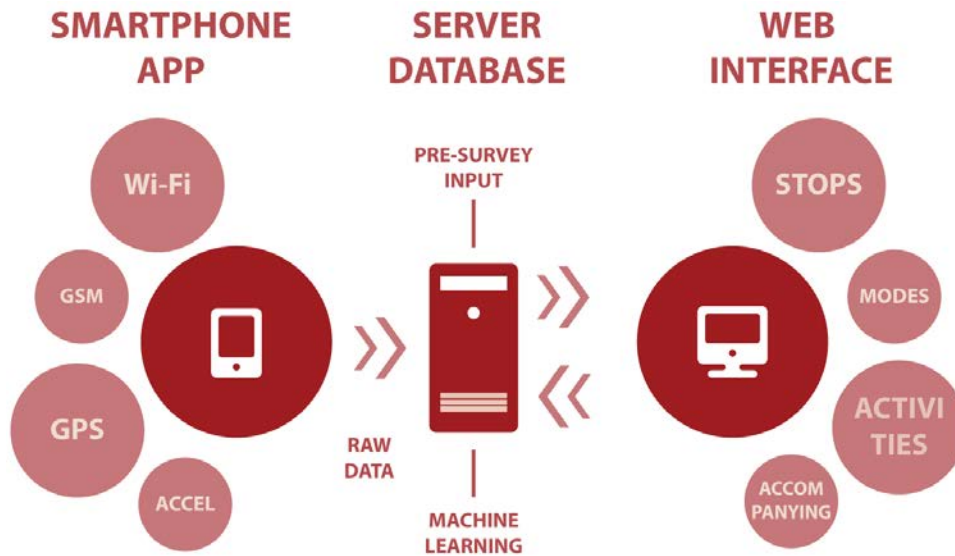 SMARTPHONE
APP
SERVER
DATABASE
WEB
INTERFACE
Wi-Fi
GSM
GPS
ACCEL
RAW
DATA
PRE-SURVEY
INPUT
MACHINE
LEARNING
STOPS
MODES
ACTIVI
TIES
ACCOM
PANYING